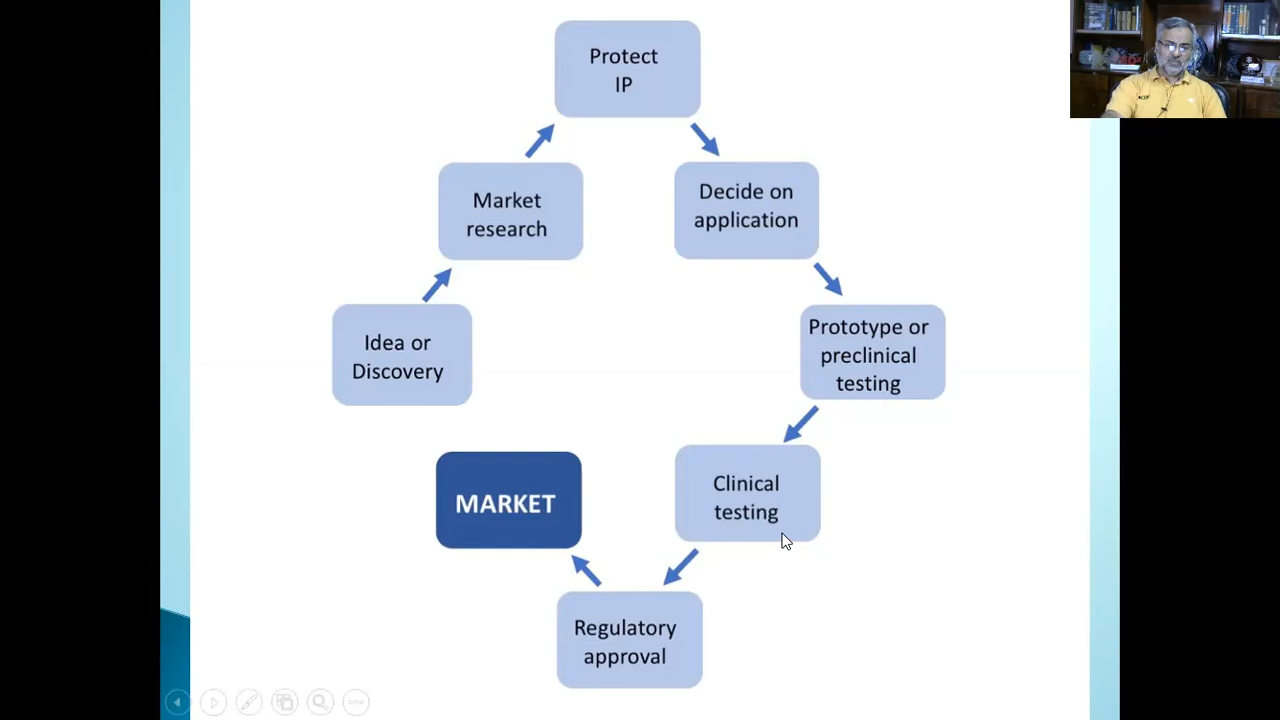 Protect
IP
Market
research
Decide on
application
Idea or
Discovery
Prototype or
preclinical
testing
Clinical
testing
MARKET
Regulatory
approval